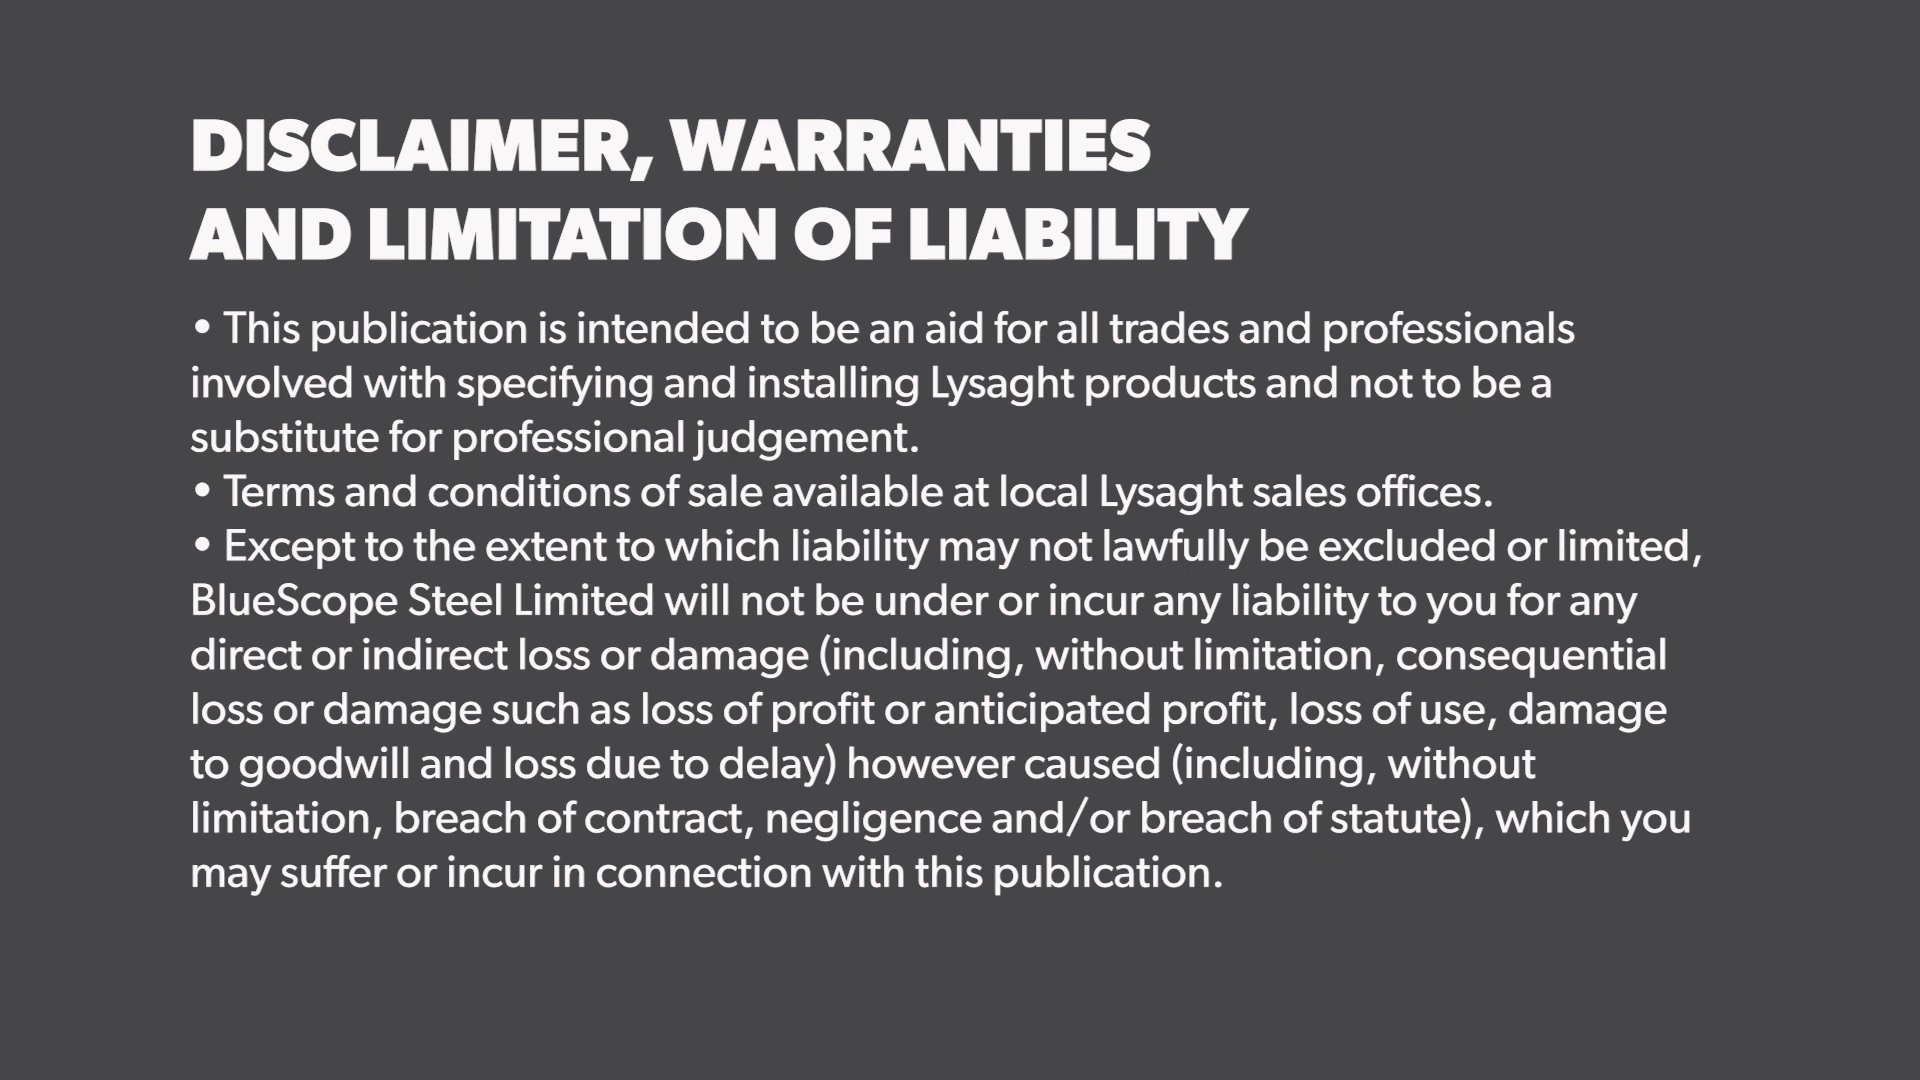 DISCLAIMER, WARRANTIES
AND LIMITATION OF LIABILITY
• This publication is intended to be an aid for all trades and professionals
involved with specifying and installing Lysaght products and not to be a
substitute for professional judgement.
• Terms and conditions of sale available at local Lysaght sales offices.
• Except to the extent to which liability may not lawfully be excluded or limited,
BlueScope Steel Limited will not be under or incur any liability to you for any
direct or indirect loss or damage (including, without limitation, consequential
loss or damage such as loss of profit or anticipated profit, loss of use, damage
to goodwill and loss due to delay) however caused (including, without
limitation, breach of contract, negligence and/or breach of statute), which you
may suffer or incur in connection with this publication.